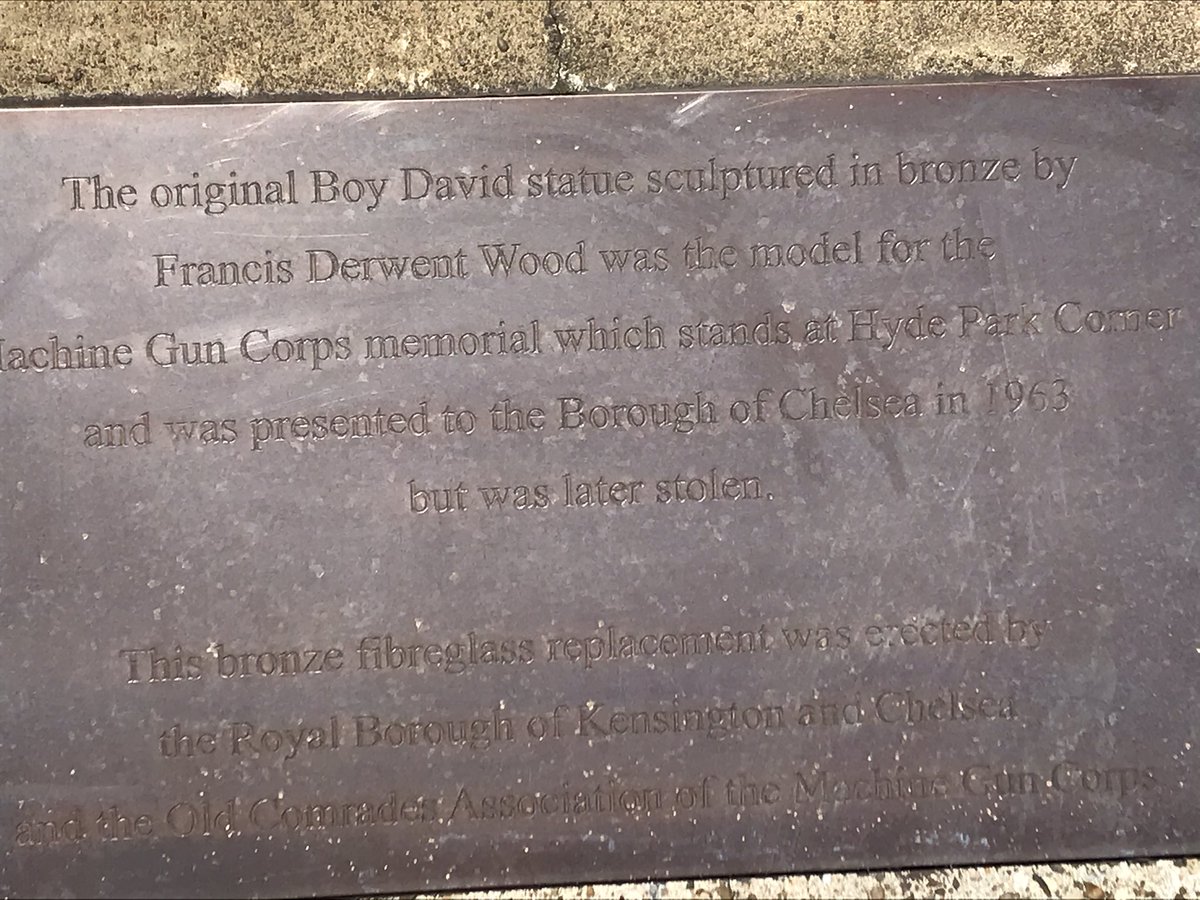 The original Boy David statue sculptured in bronze by
Francis Derwent Wood was the model for the
Machine Gun Corps memorial which stands at Hyde Park Corner
and was presented to the Borough of Chelsea in 1963
but was later stolen.
This bronze fibreglass replacement was erected by
the Royal Borough of Kensington and Chelsea
and the Old Comrades Association of the Machine Gun Corps